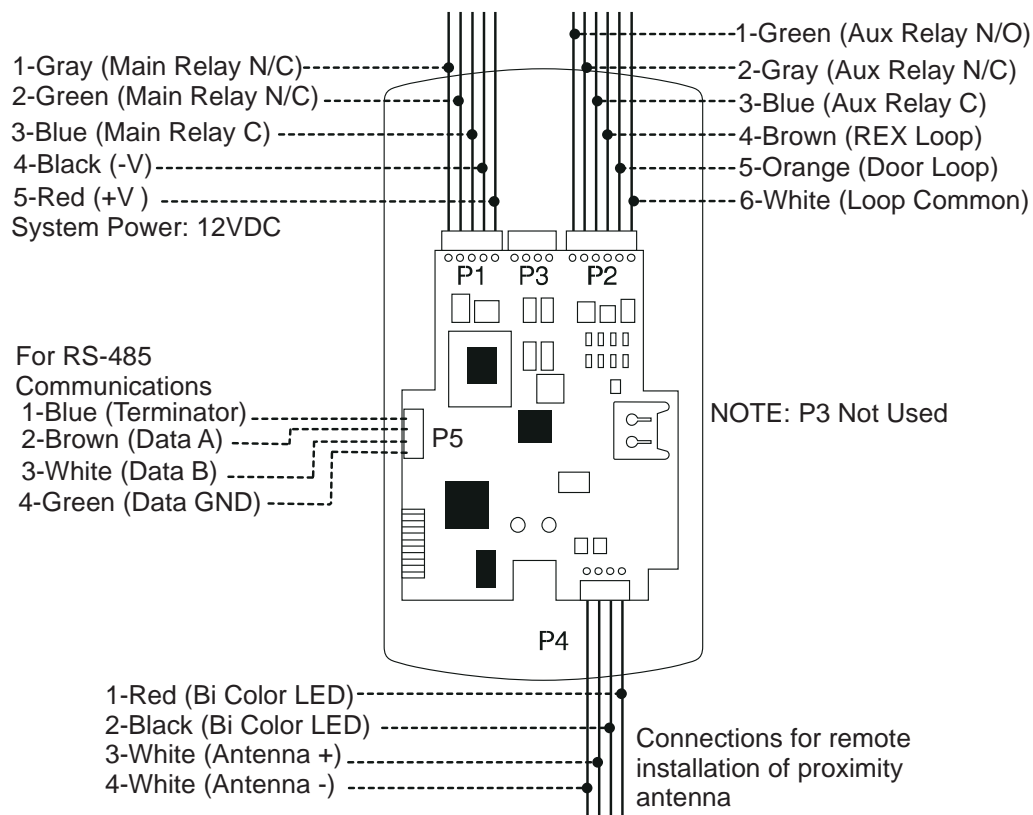 1-Gray (Main Relay N/C)
2-Green (Main Relay N/C)
3-Blue (Main Relay C)
4-Black (-V)
5-Red (+V )
System Power: 12VDC
1-Green (Aux Relay N/O)
2-Gray (Aux Relay N/C)
3-Blue (Aux Relay C)
4-Brown (REX Loop)
5-Orange (Door Loop)
6-White (Loop Common)
P1
P3
P2
For RS-485
Communications
1-Blue (Terminator)
2-Brown (Data A)
3-White (Data B)
4-Green (Data GND)
P5
NOTE: P3 Not Used
P4
1-Red (Bi Color LED)
2-Black (Bi Color LED)
3-White (Antenna +)
4-White (Antenna -)
Connections for remote
installation of proximity
antenna